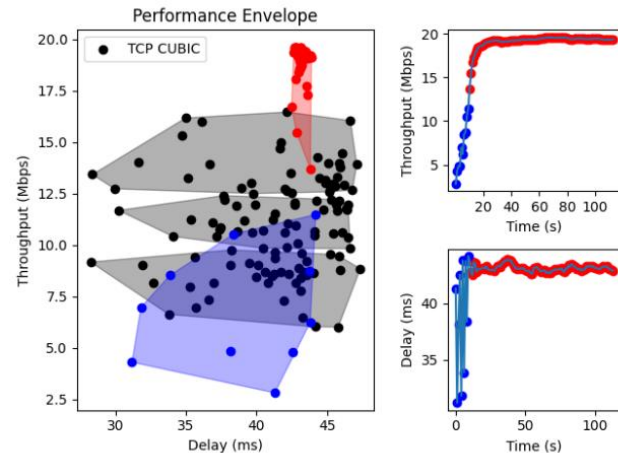 Performance Envelope
Throughput (Mbps)
20.0
17.5
15.0
12.5
10.0
7.5
5.0
2.5
TCP CUBIC
30
35
40
45
Delay (ms)
Throughput (Mbps)
20
15
10
5
20 40 60 80 100
Time (s)
Delay (ms)
40
35
0
50
100
Time (s)